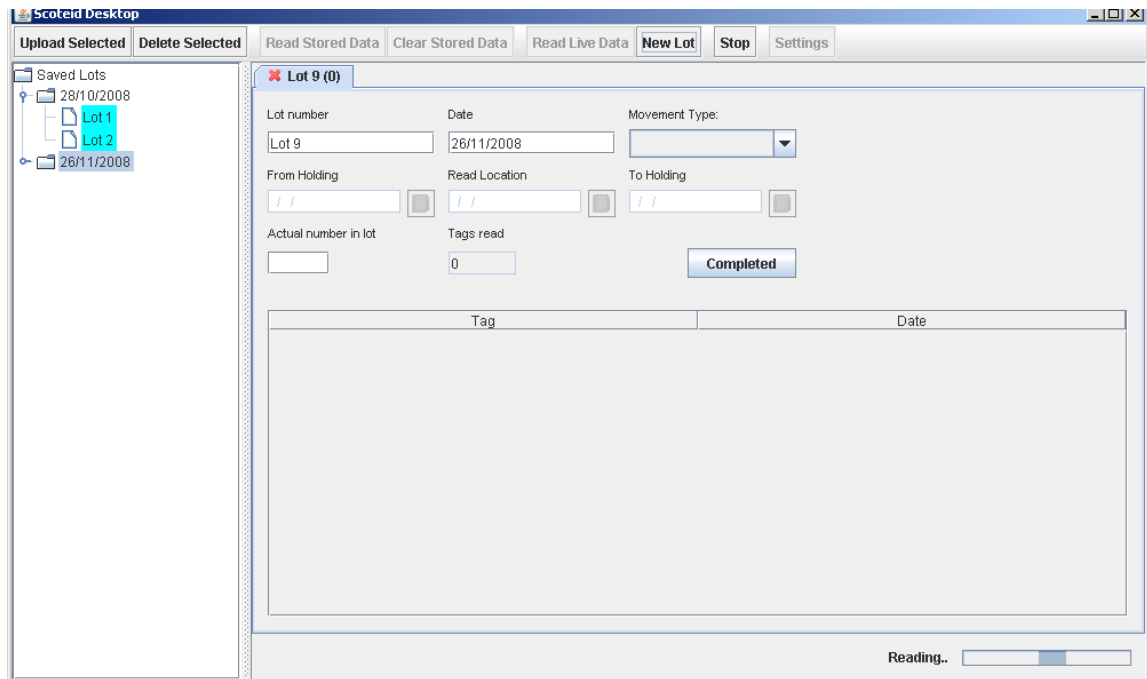 Scoteid Desktop
Upload Selected Delete Selected Read Stored Data Clear Stored Data Read Live Data New Lot Stop Settings
Saved Lots
28/10/2008
Lot 1
Lot 2
26/11/2008
Lot 9 (0)
Lot number Date Movement Type:
Lot 9 26/11/2008
From Holding Read Location To Holding
/ / / / / /
Actual number in lot Tags read
0 Completed
Tag Date
Reading..